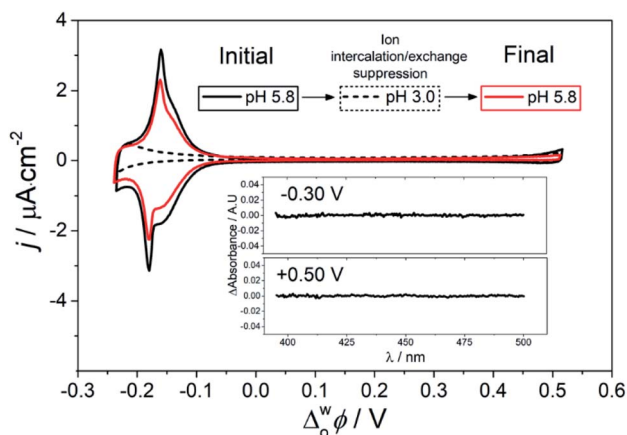 4
Initial
Ion
intercalation/exchange
suppression
Final
2
pH 5.8
pH 3.0
pH 5.8
0
j / μA·cm⁻²
-2
-4
0.04
0.02
0.00
-0.02
-0.04
-0.30 V
ΔAbsorbance / A.U
0.04
0.02
0.00
-0.02
-0.04
+0.50 V
400 425 450 475 500
λ / nm
-0.3 -0.2 -0.1 0.0 0.1 0.2 0.3 0.4 0.5 0.6
Δᵂₒϕ / V